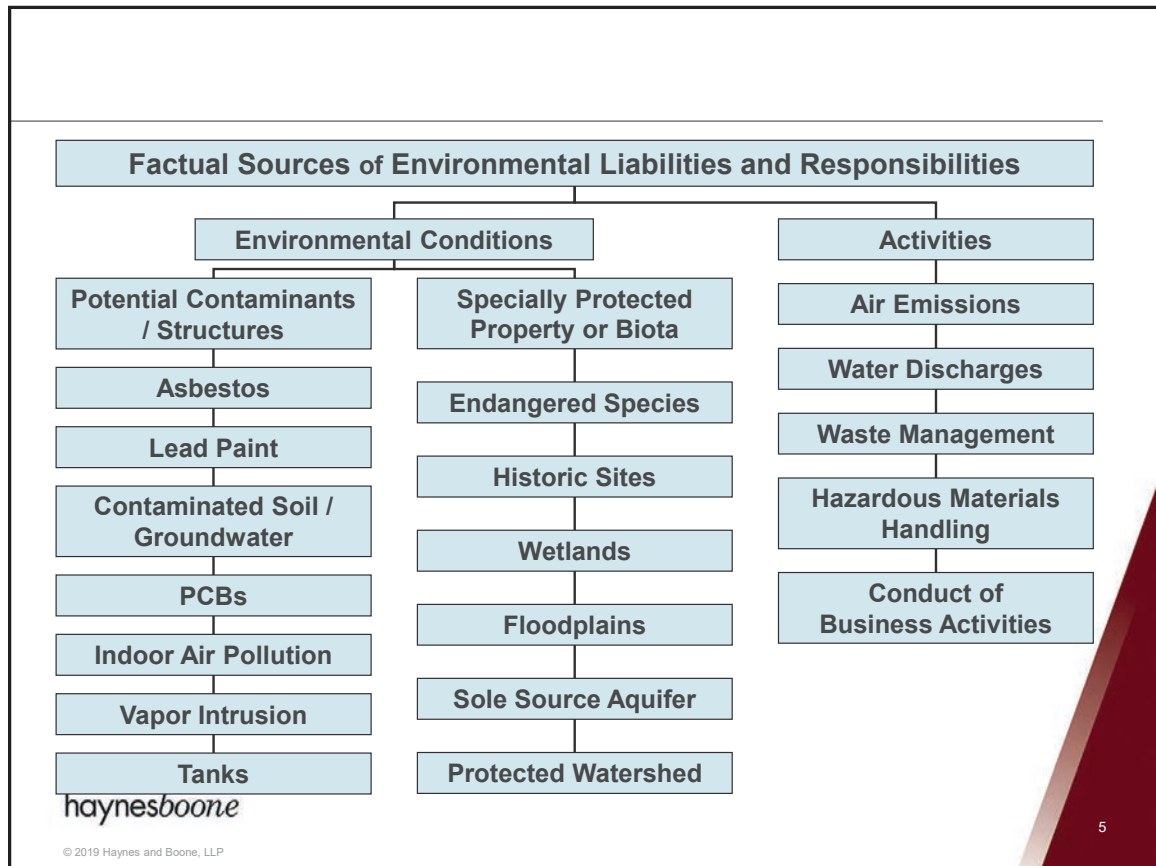 Factual Sources of Environmental Liabilities and Responsibilities
Environmental Conditions
Activities
Potential Contaminants
/ Structures
Asbestos
Lead Paint
Contaminated Soil /
Groundwater
PCBs
Indoor Air Pollution
Vapor Intrusion
Tanks
Specially Protected
Property or Biota
Endangered Species
Historic Sites
Wetlands
Floodplains
Sole Source Aquifer
Protected Watershed
Air Emissions
Water Discharges
Waste Management
Hazardous Materials
Handling
Conduct of
Business Activities
haynesboone
© 2019 Haynes and Boone, LLP
5